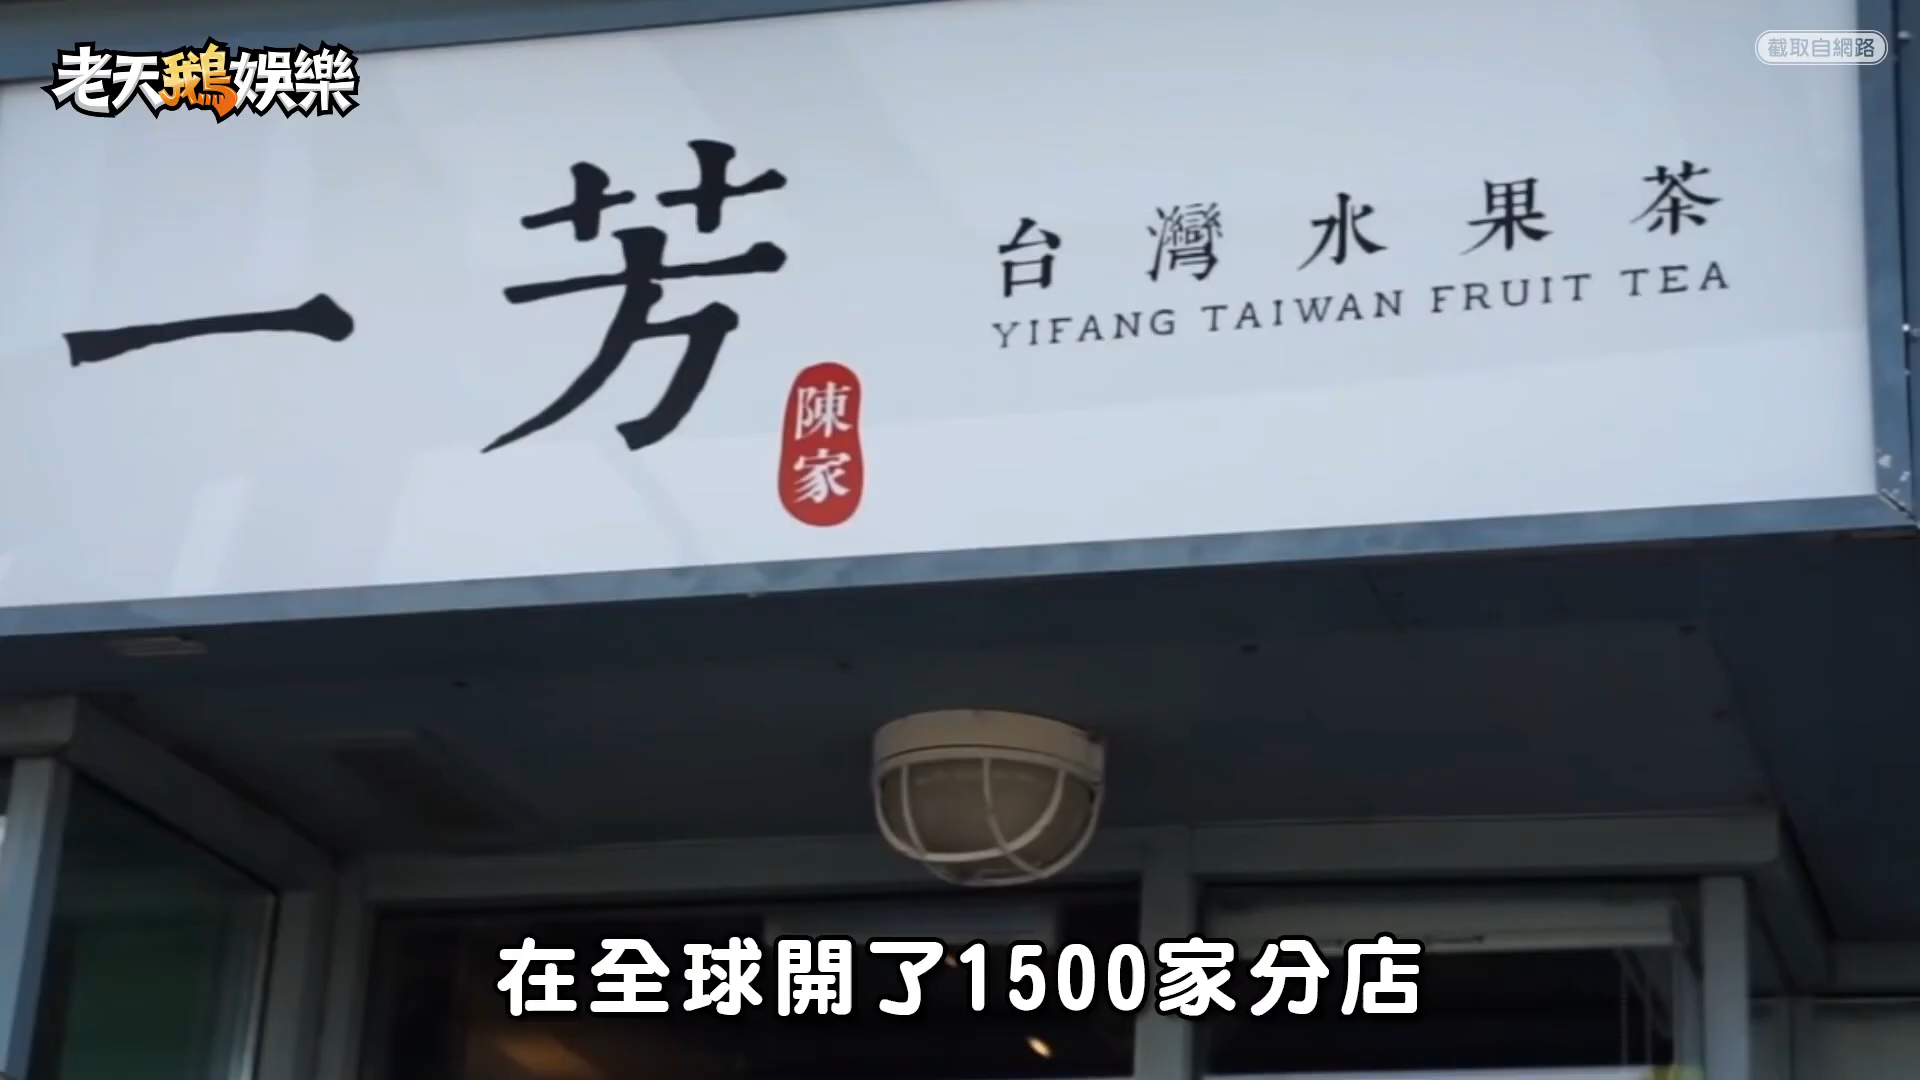 老天鵝娛樂
截取自網路
一芳
陳家
台灣水果茶
YIFANG TAIWAN FRUIT TEA
在全球開了1500家分店